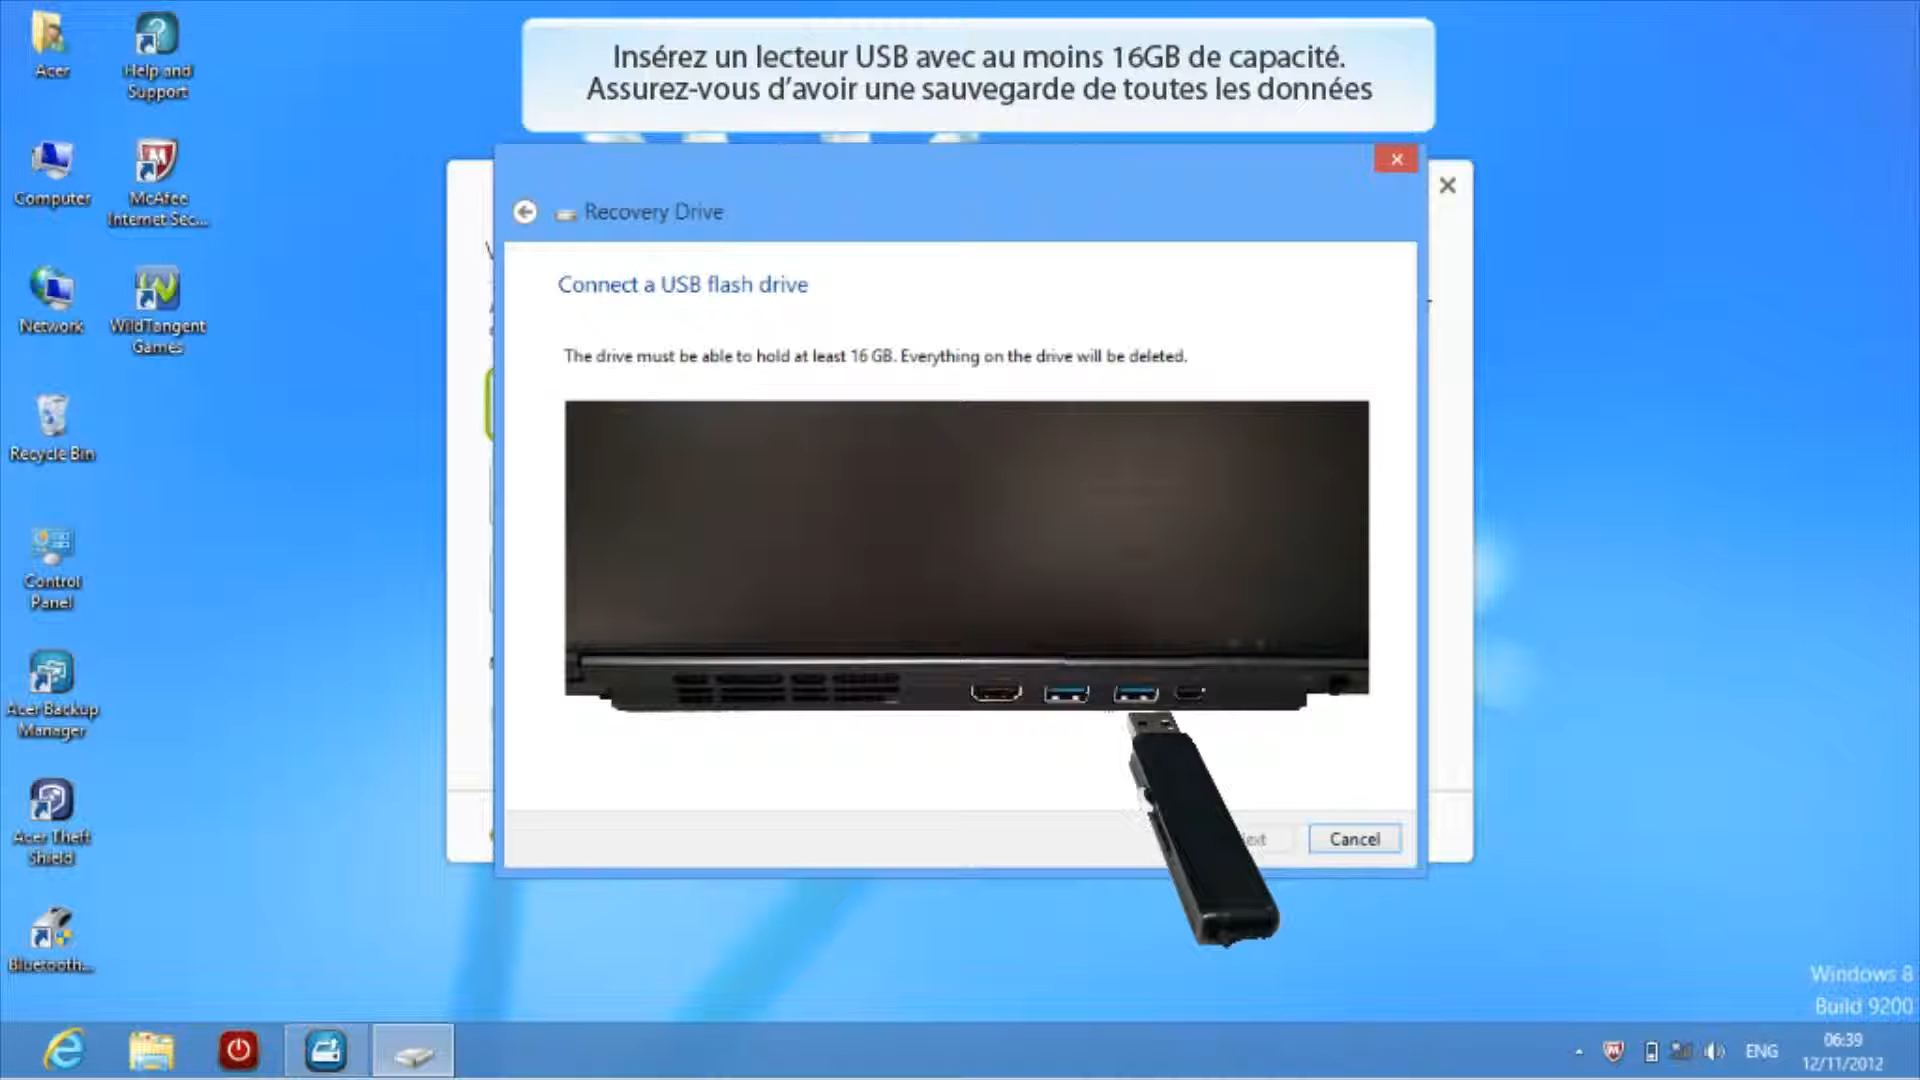 Insérez un lecteur USB avec au moins 16GB de capacité.
Assurez-vous d'avoir une sauvegarde de toutes les données
Acer
Help and
Support
Computer
McAfee
Internet Sec...
Network
WildTangent
Games
Recycle Bin
Control
Panel
Acer Backup
Manager
Acer Theft
Shield
Bluetooth...
Recovery Drive
Connect a USB flash drive
The drive must be able to hold at least 16 GB. Everything on the drive will be deleted.
Cancel
Windows 8
Build 9200
ENG
06:39
12/11/2012